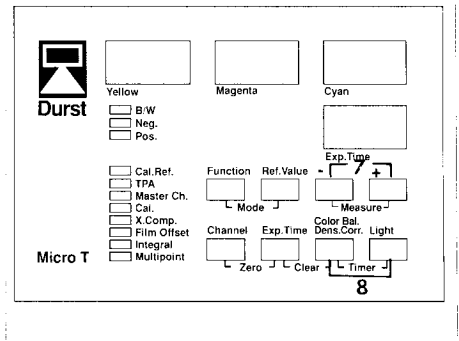 Durst
Yellow
Magenta
Cyan
B/W
Neg.
Pos.
Exp.Time
Cal.Ref.
TPA
Master Ch.
Cal.
X.Comp.
Film Offset
Integral
Multipoint
Function Ref.Value - 7 +
Mode
Measure
Channel Exp.Time Color Bal. Dens.Corr. Light
Zero Clear Timer
8
Micro T